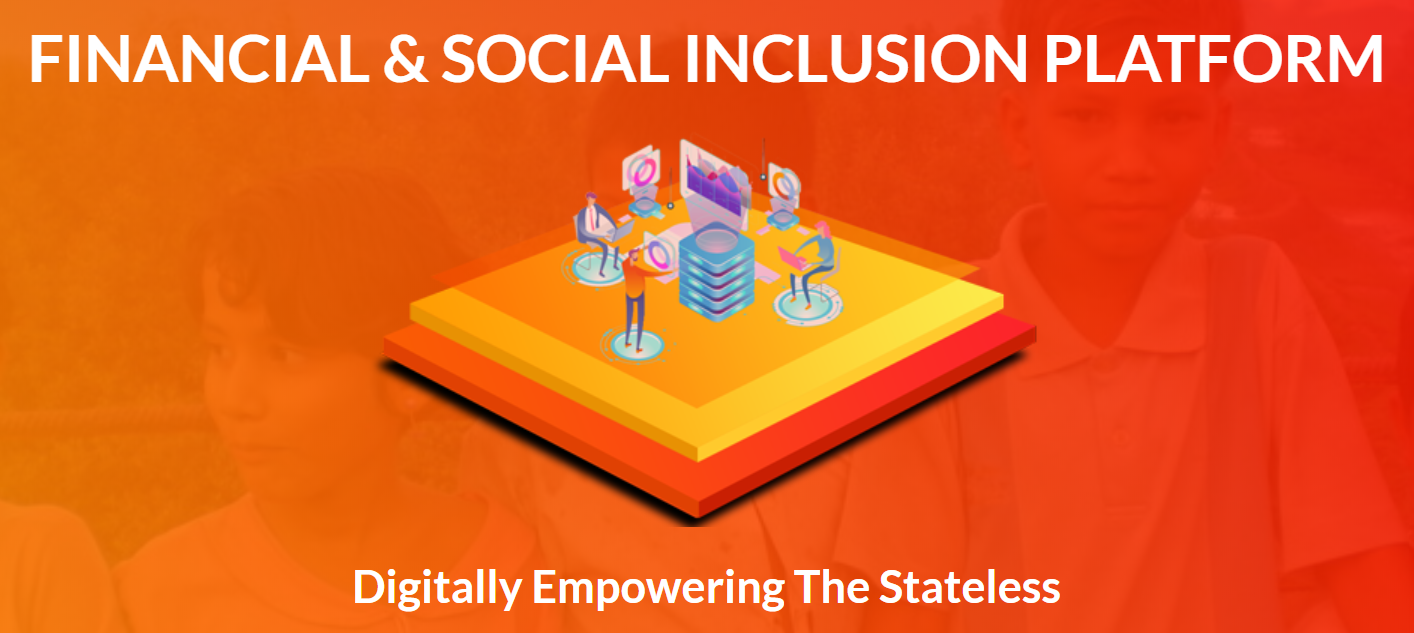 FINANCIAL & SOCIAL INCLUSION PLATFORM
Digitally Empowering The Stateless